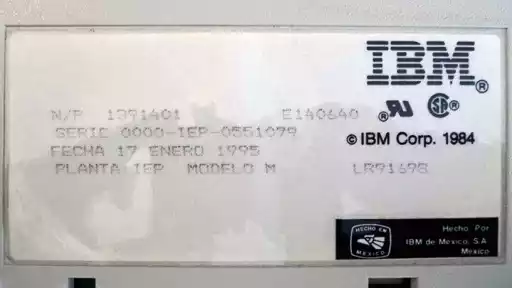 IBM®
N/P 1391401 E140640
SERIE 0000-IEP-0551079
© IBM Corp. 1984
FECHA 17 ENERO 1995
PLANTA IEP MODELO M LR91698
HECHO EN
MEXICO
Hecho Por
IBM de Mexico, S.A.
Mexico